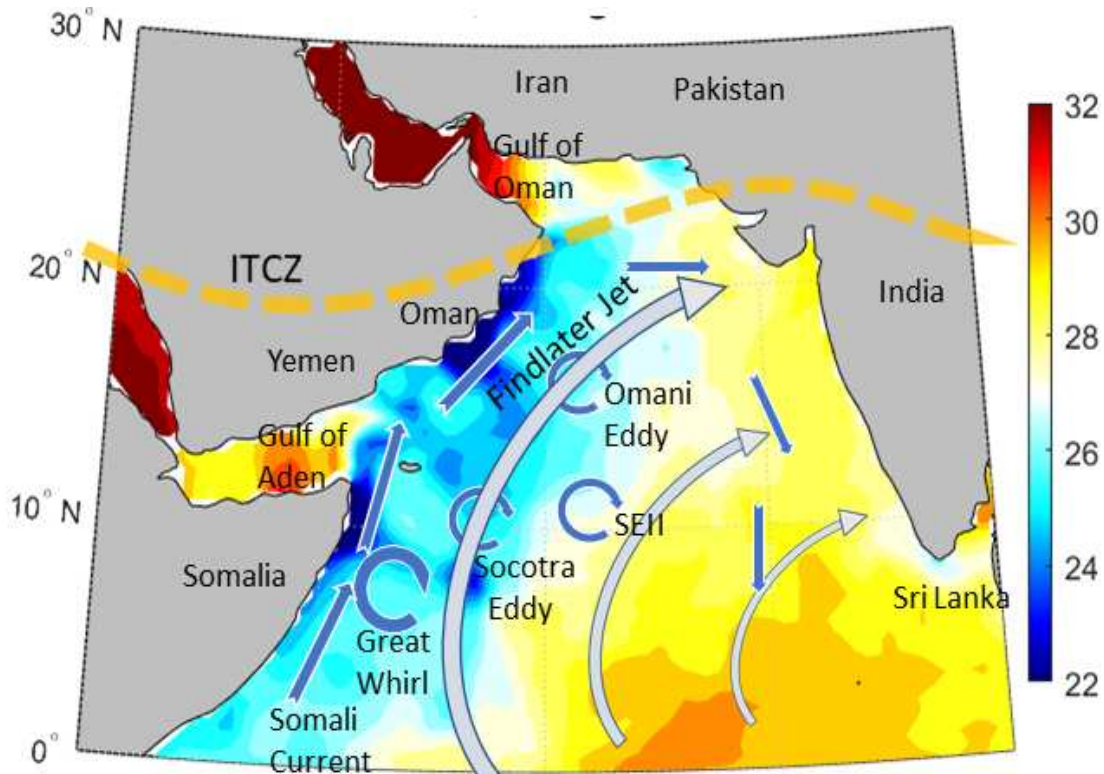 30° N
20° N
10° N
0°
Iran
Pakistan
Gulf of
Oman
ITCZ
Oman
Yemen
India
Findlater Jet
Omani
Eddy
Gulf of
Aden
SEII
Somalia
Socotra
Eddy
Sri Lanka
Great
Whirl
Somali
Current
32
30
28
26
24
22